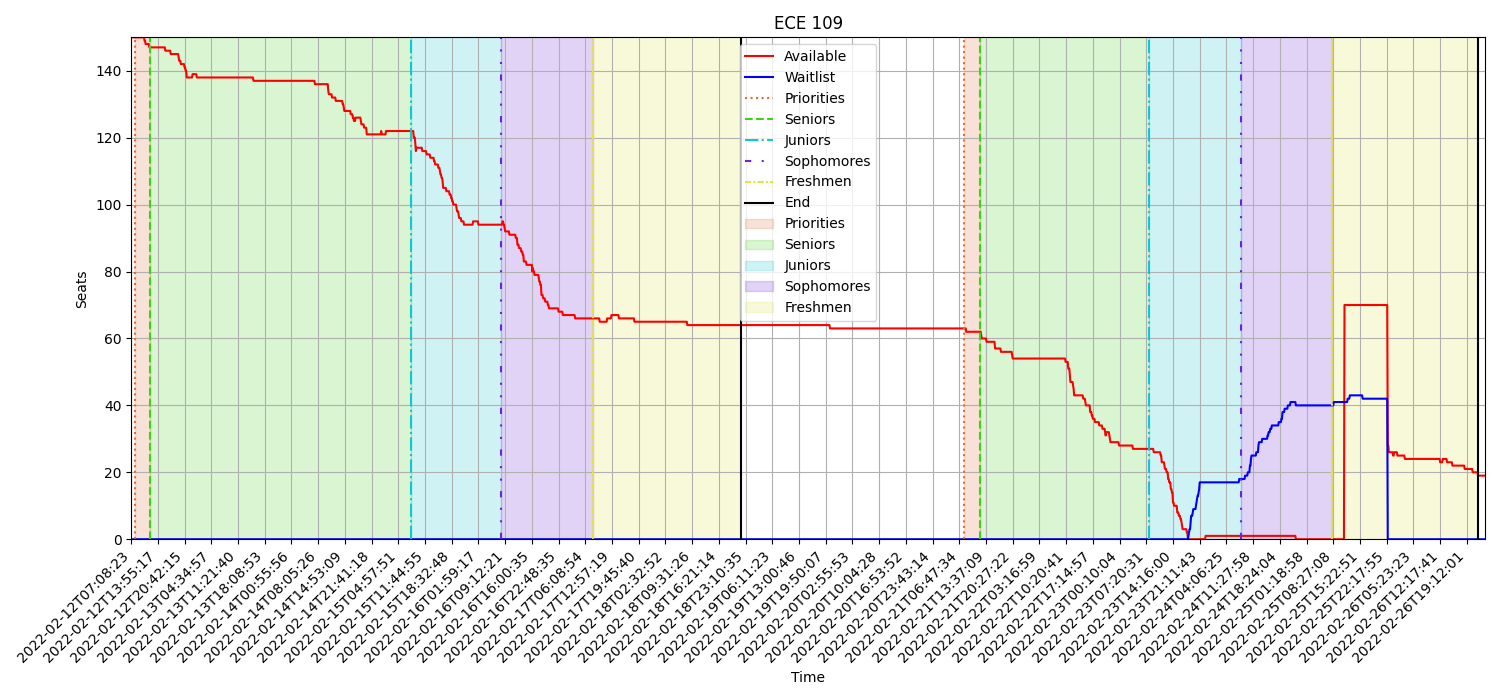 ECE 109
Seats
140
120
100
80
60
40
20
0
Available
Waitlist
Priorities
Seniors
Juniors
Sophomores
Freshmen
End
Priorities
Seniors
Juniors
Sophomores
Freshmen
2022-02-12T07:08:23
2022-02-12T13:55:17
2022-02-12T20:42:15
2022-02-13T04:34:57
2022-02-13T11:21:40
2022-02-13T18:08:53
2022-02-14T00:55:56
2022-02-14T08:05:26
2022-02-14T14:53:09
2022-02-14T21:41:18
2022-02-15T04:57:51
2022-02-15T11:44:55
2022-02-15T18:32:48
2022-02-16T01:59:17
2022-02-16T09:12:21
2022-02-16T16:00:35
2022-02-16T22:48:35
2022-02-17T06:08:54
2022-02-17T12:57:19
2022-02-17T19:45:40
2022-02-18T02:32:52
2022-02-18T09:31:26
2022-02-18T16:21:14
2022-02-18T23:10:35
2022-02-19T06:11:23
2022-02-19T13:00:46
2022-02-19T19:50:07
2022-02-20T02:55:53
2022-02-20T10:04:28
2022-02-20T16:53:52
2022-02-20T23:43:14
2022-02-21T06:47:34
2022-02-21T13:37:09
2022-02-21T20:27:22
2022-02-22T03:16:59
2022-02-22T10:20:41
2022-02-22T17:14:57
2022-02-23T00:10:04
2022-02-23T07:20:31
2022-02-23T14:16:00
2022-02-23T21:11:43
2022-02-24T04:06:25
2022-02-24T11:27:58
2022-02-24T18:24:04
2022-02-25T01:18:58
2022-02-25T08:27:08
2022-02-25T15:22:51
2022-02-25T22:17:55
2022-02-26T05:23:23
2022-02-26T12:17:41
2022-02-26T19:12:01
Time